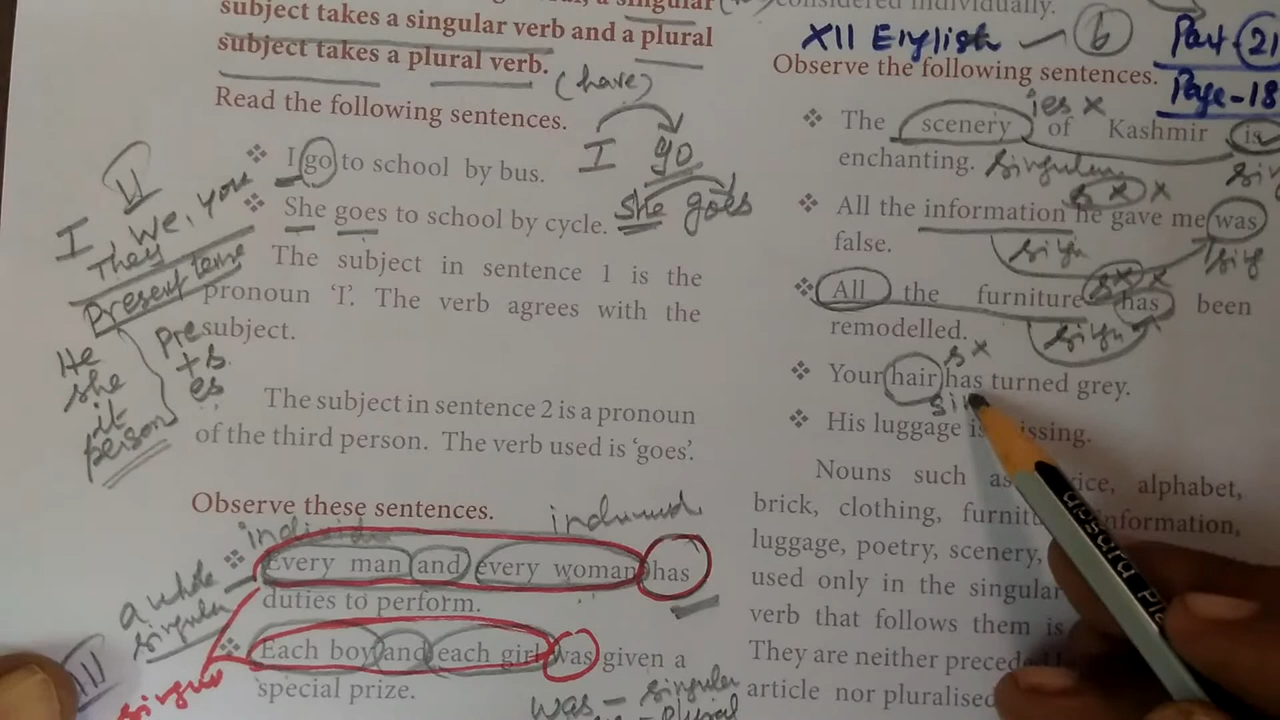 subject takes a singular verb and a plural
subject takes a plural verb.
(have)
Read the following sentences.
❖ I go to school by bus.
I go
❖ She goes to school by cycle.
she goes
The subject in sentence 1 is the
pronoun ‘I’. The verb agrees with the
subject.
The subject in sentence 2 is a pronoun
of the third person. The verb used is ‘goes’.
Observe these sentences.
❖ Every man and every woman has
duties to perform.
❖ Each boy and each girl was given a
special prize.
was - singular
plural
II
I
They We, you
Present tense
He
she
it
person
Pre
+ s
es
a whole
singular
III
considered individually.
XII English - 6
Part - 21
Page - 18
Observe the following sentences.
ies x
❖ The scenery of Kashmir is
enchanting.
singular
s x x
❖ All the information he gave me was
false.
sing
s x x
❖ All the furniture has been
remodelled.
s x
❖ Your hair has turned grey.
❖ His luggage
Nouns such as alphabet,
brick, clothing, information,
luggage, poetry, scenery,
used only in the singular
verb that follows them is
They are neither
article nor